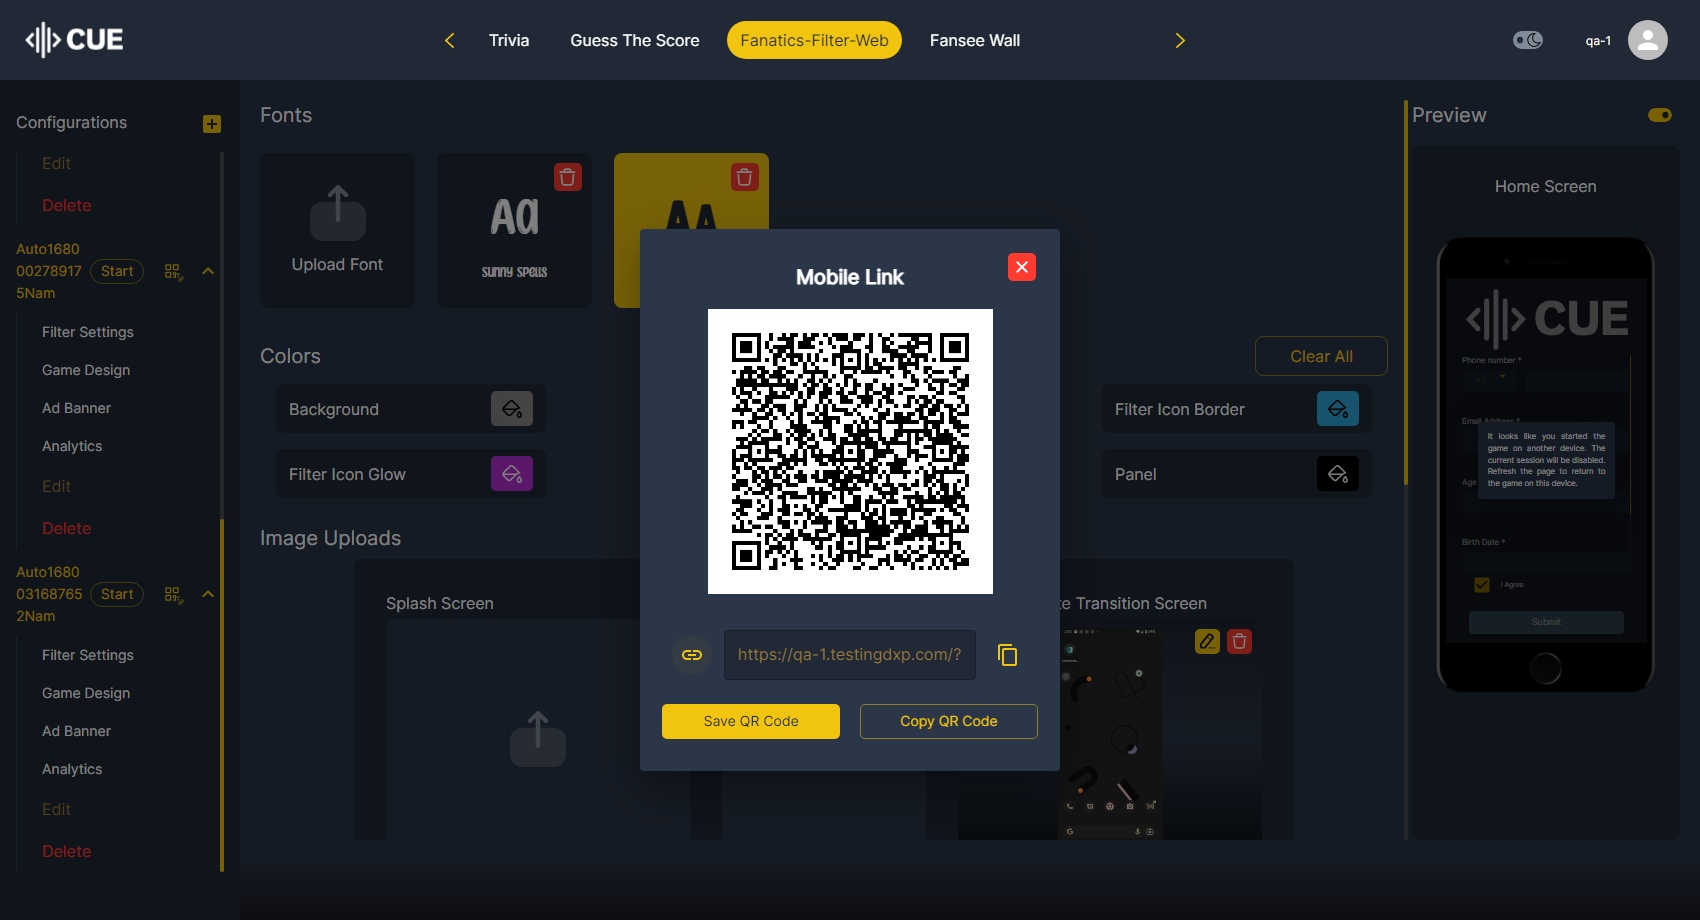 CUE
Trivia
Guess The Score
Fanatics-Filter-Web
Fansee Wall
qa-1
Configurations
Edit
Delete
Auto1680
00278917
5Nam
Start
Filter Settings
Game Design
Ad Banner
Analytics
Edit
Delete
Auto1680
03168765
2Nam
Start
Filter Settings
Game Design
Ad Banner
Analytics
Edit
Delete
Fonts
Upload Font
Aa
sunny spells
AA
Colors
Clear All
Background
Filter Icon Glow
Filter Icon Border
Panel
Image Uploads
Splash Screen
Transition Screen
Mobile Link
https://qa-1.testingdxp.com/?
Save QR Code
Copy QR Code
Preview
Home Screen
CUE
Phone number *
+1
Email Address *
It looks like you started the
game on another device. The
current session will be disabled.
Refresh the page to return to
the game on this device.
Age
Birth Date *
I Agree
Submit